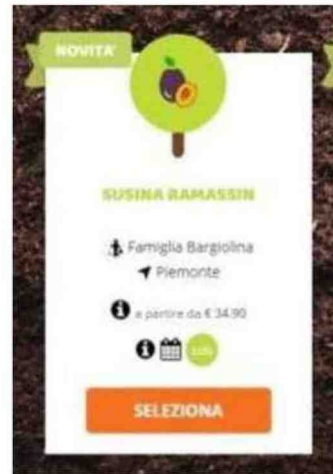 NOVITA'
SUSINA RAMASSIN
Famiglia Bargiolina
Piemonte
a partire da € 34.90
SELEZIONA